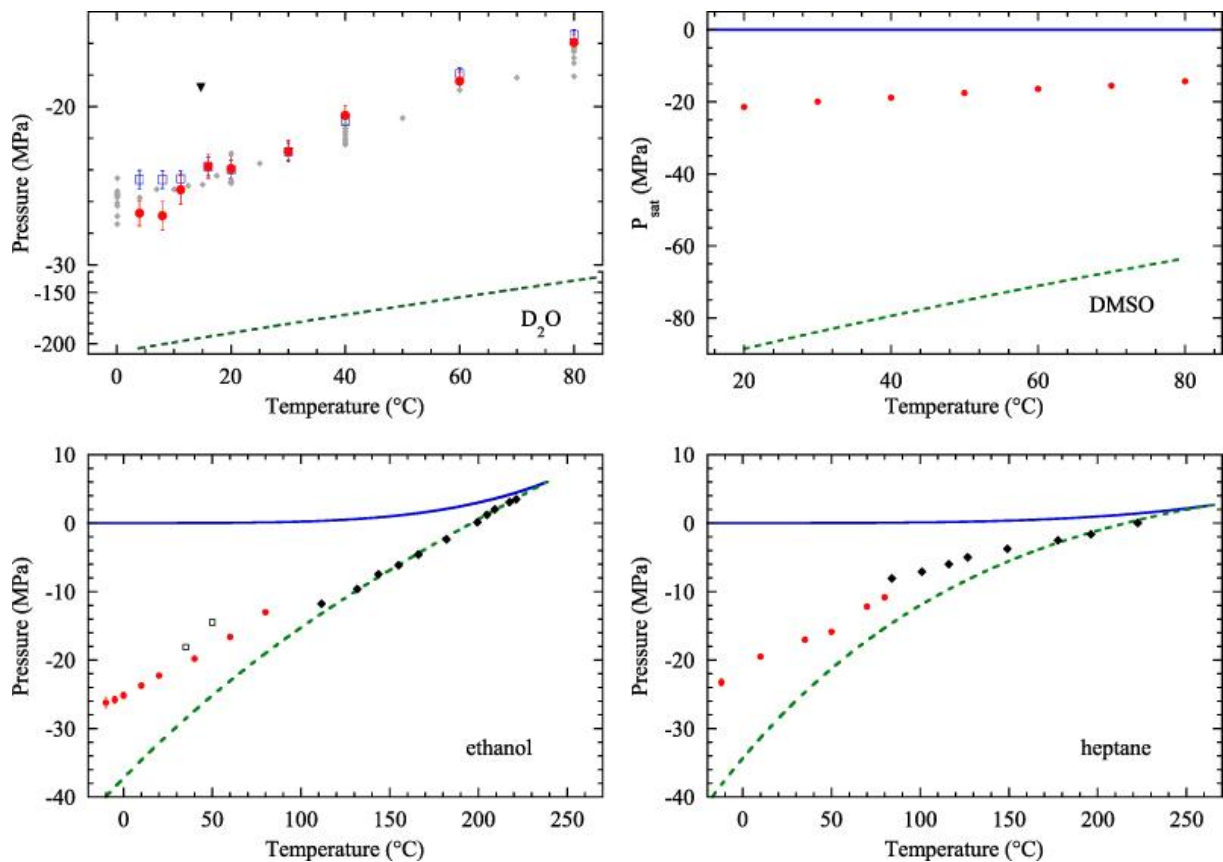 -20
-30
-150
-200
Pressure (MPa)
D2O
0 20 40 60 80
Temperature (°C)
0
-20
-40
-60
-80
P sat (MPa)
DMSO
20 40 60 80
Temperature (°C)
10
0
-10
-20
-30
-40
Pressure (MPa)
ethanol
0 50 100 150 200 250
Temperature (°C)
10
0
-10
-20
-30
-40
Pressure (MPa)
heptane
0 50 100 150 200 250
Temperature (°C)